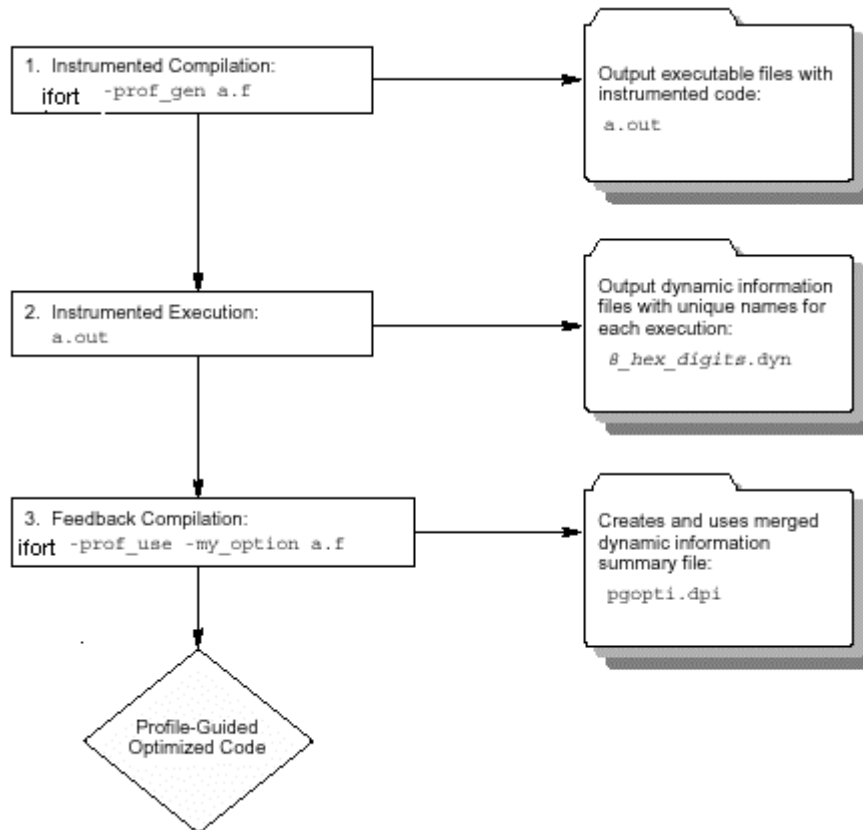 1. Instrumented Compilation:
ifort -prof_gen a.f
Output executable files with
instrumented code:
a.out
2. Instrumented Execution:
a.out
Output dynamic information
files with unique names for
each execution:
8_hex_digits.dyn
3. Feedback Compilation:
ifort -prof_use -my_option a.f
Creates and uses merged
dynamic information
summary file:
pgopti.dpi
Profile-Guided
Optimized Code